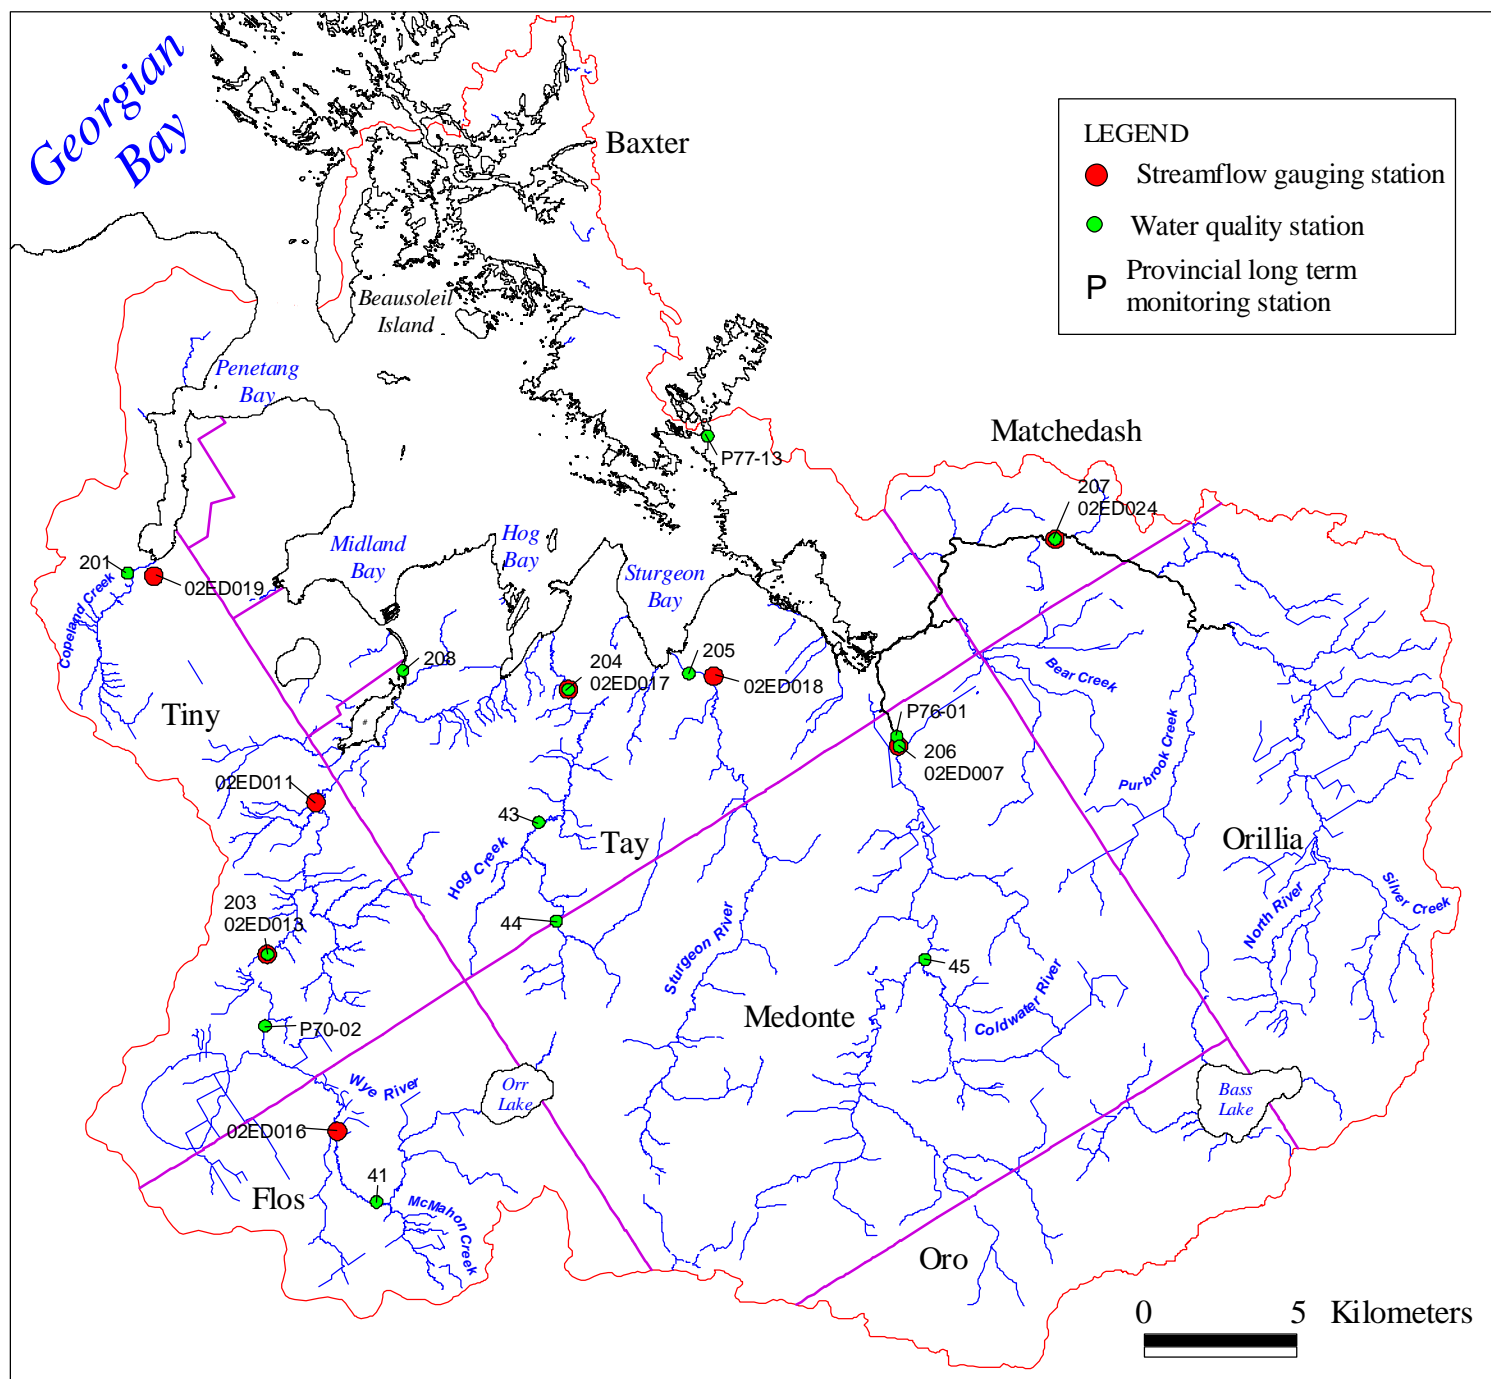 Georgian
Bay
Baxter
LEGEND
Streamflow gauging station
Water quality station
P
Provincial long term
monitoring station
Beausoleil
Island
Penetang
Bay
Matchedash
P77-13
207
02ED024
Midland
Bay
Hog
Bay
Sturgeon
Bay
201
02ED019
Copeland Creek
208
204
02ED017
205
02ED018
Bear Creek
P76-01
206
02ED007
Purbrook Creek
Tiny
02ED011
43
Tay
Hog Creek
Orillia
Silver Creek
North River
203
02ED013
44
Sturgeon River
45
Coldwater River
Medonte
P70-02
Wye River
Orr
Lake
Bass
Lake
02ED016
41
Flos
McMahon Creek
Oro
0 5 Kilometers